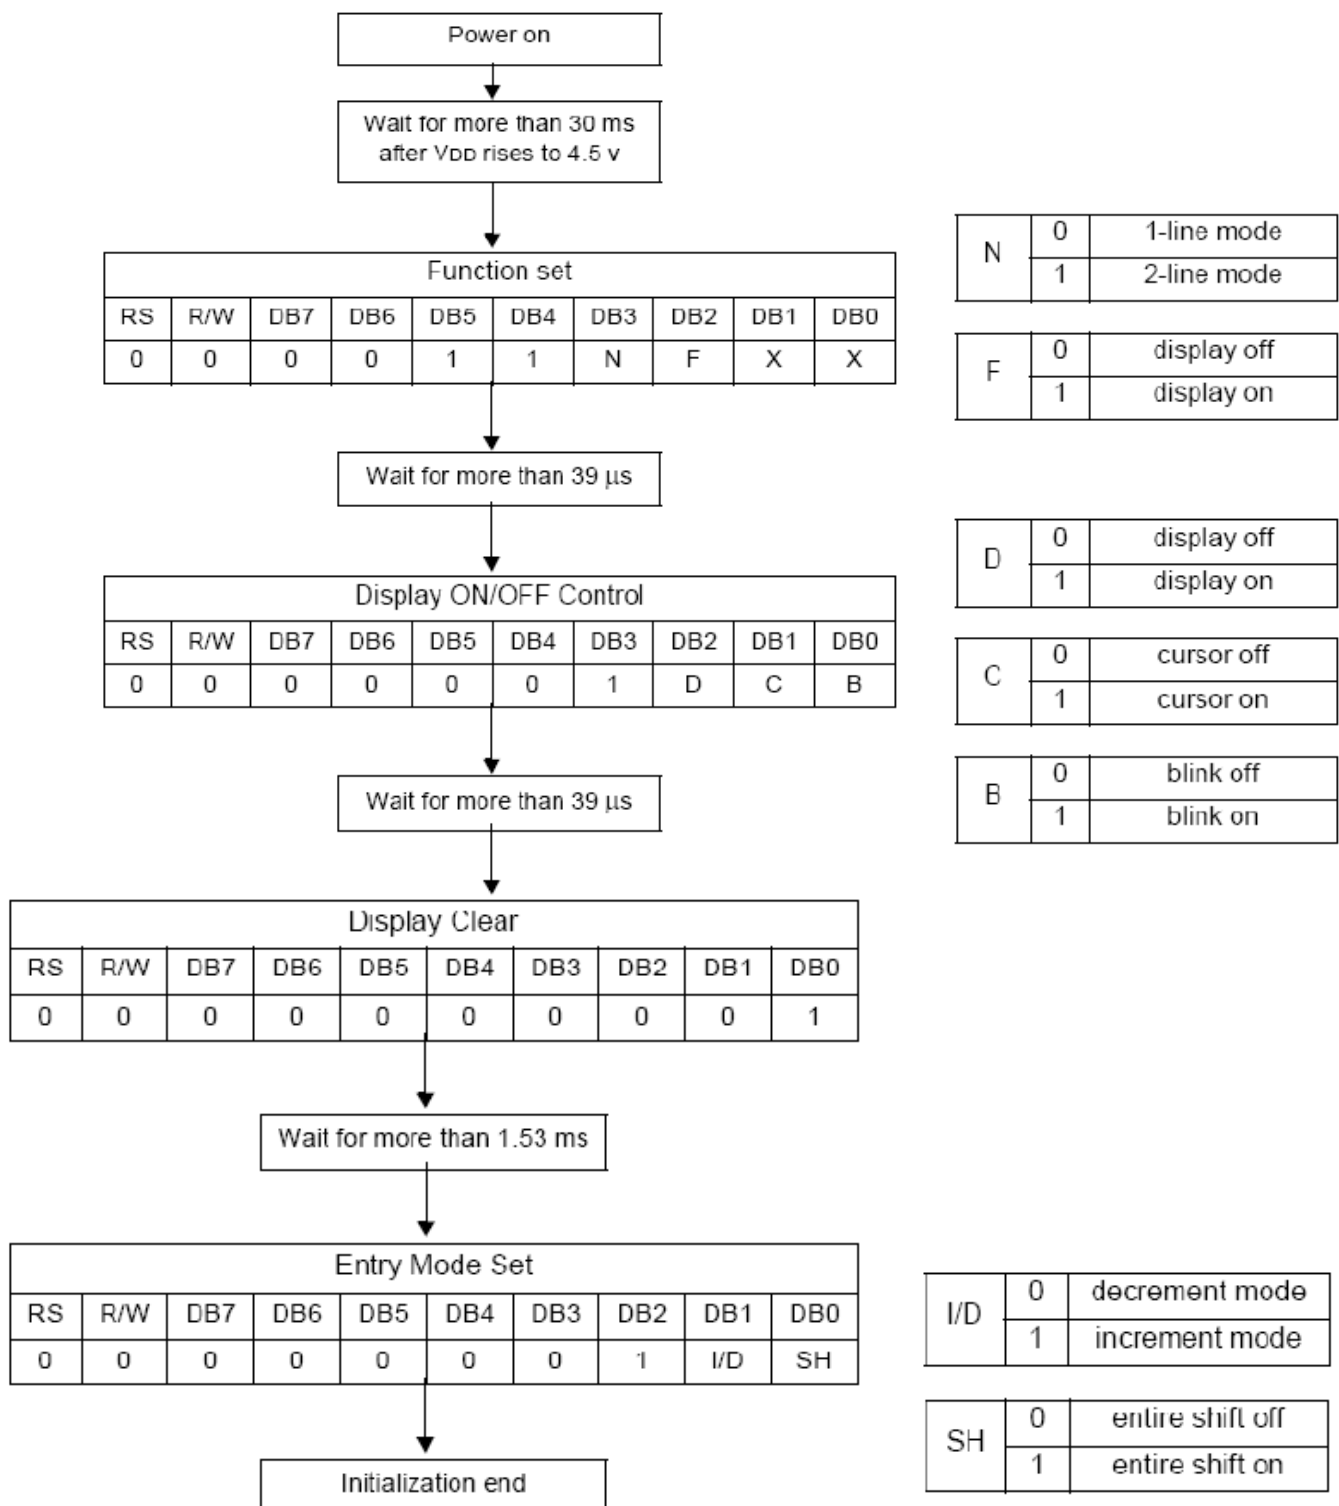 Power on
Wait for more than 30 ms
after VDD rises to 4.5 v
Function set
RS R/W DB7 DB6 DB5 DB4 DB3 DB2 DB1 DB0
0 0 0 0 1 1 N F X X
N 0 1-line mode
1 2-line mode
F 0 display off
1 display on
Wait for more than 39 μs
Display ON/OFF Control
RS R/W DB7 DB6 DB5 DB4 DB3 DB2 DB1 DB0
0 0 0 0 0 0 1 D C B
D 0 display off
1 display on
C 0 cursor off
1 cursor on
B 0 blink off
1 blink on
Wait for more than 39 μs
Display Clear
RS R/W DB7 DB6 DB5 DB4 DB3 DB2 DB1 DB0
0 0 0 0 0 0 0 0 0 1
Wait for more than 1.53 ms
Entry Mode Set
RS R/W DB7 DB6 DB5 DB4 DB3 DB2 DB1 DB0
0 0 0 0 0 0 0 1 I/D SH
I/D 0 decrement mode
1 increment mode
SH 0 entire shift off
1 entire shift on
Initialization end